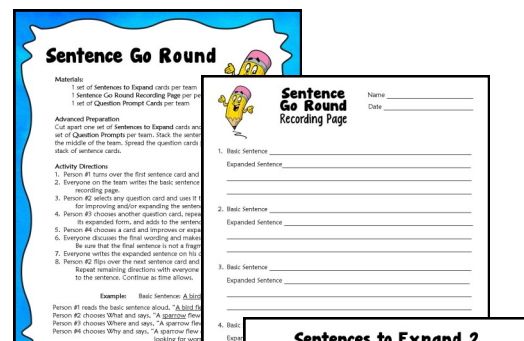 Sentence Go Round
Materials:
1 set of Sentences to Expand cards per team
1 Sentence Go Round Recording Page per pe
1 set of Question Prompt Cards per team
Advanced Preparation
Cut apart one set of Sentences to Expand cards and
set of Question Prompts per team. Stack the senten
the middle of the team. Spread the question cards
stack of sentence cards.
Activity Directions
1. Person #1 turns over the first sentence card and
2. Everyone on the team writes the basic sentence
recording page.
3. Person #2 selects any question card and uses it t
for improving and/or expanding the senten
4. Person #3 chooses another question card, repea
its expanded form, and adds to the sentenc
5. Person #4 chooses a card and improves or expa
6. Everyone discusses the final wording and makes
Be sure that the final sentence is not a fragm
7. Everyone writes the expanded sentence on his o
8. Person #2 flips over the next sentence card and
Repeat remaining directions with everyone
to the sentence. Continue as time allows.
Example: Basic Sentence: A bird
Person #1 reads the basic sentence aloud, "A bird fle
Person #2 chooses What and says, "A sparrow flew
Person #3 chooses Where and says, "A sparrow flew
Person #4 chooses Why and says, "A sparrow flew
looking for wor
Sentence
Go Round
Recording Page
Name
Date
1. Basic Sentence
Expanded Sentence
2. Basic Sentence
Expanded Sentence
3. Basic Sentence
Expanded Sentence
4. Basic
Expan
Sentences to Expand 2